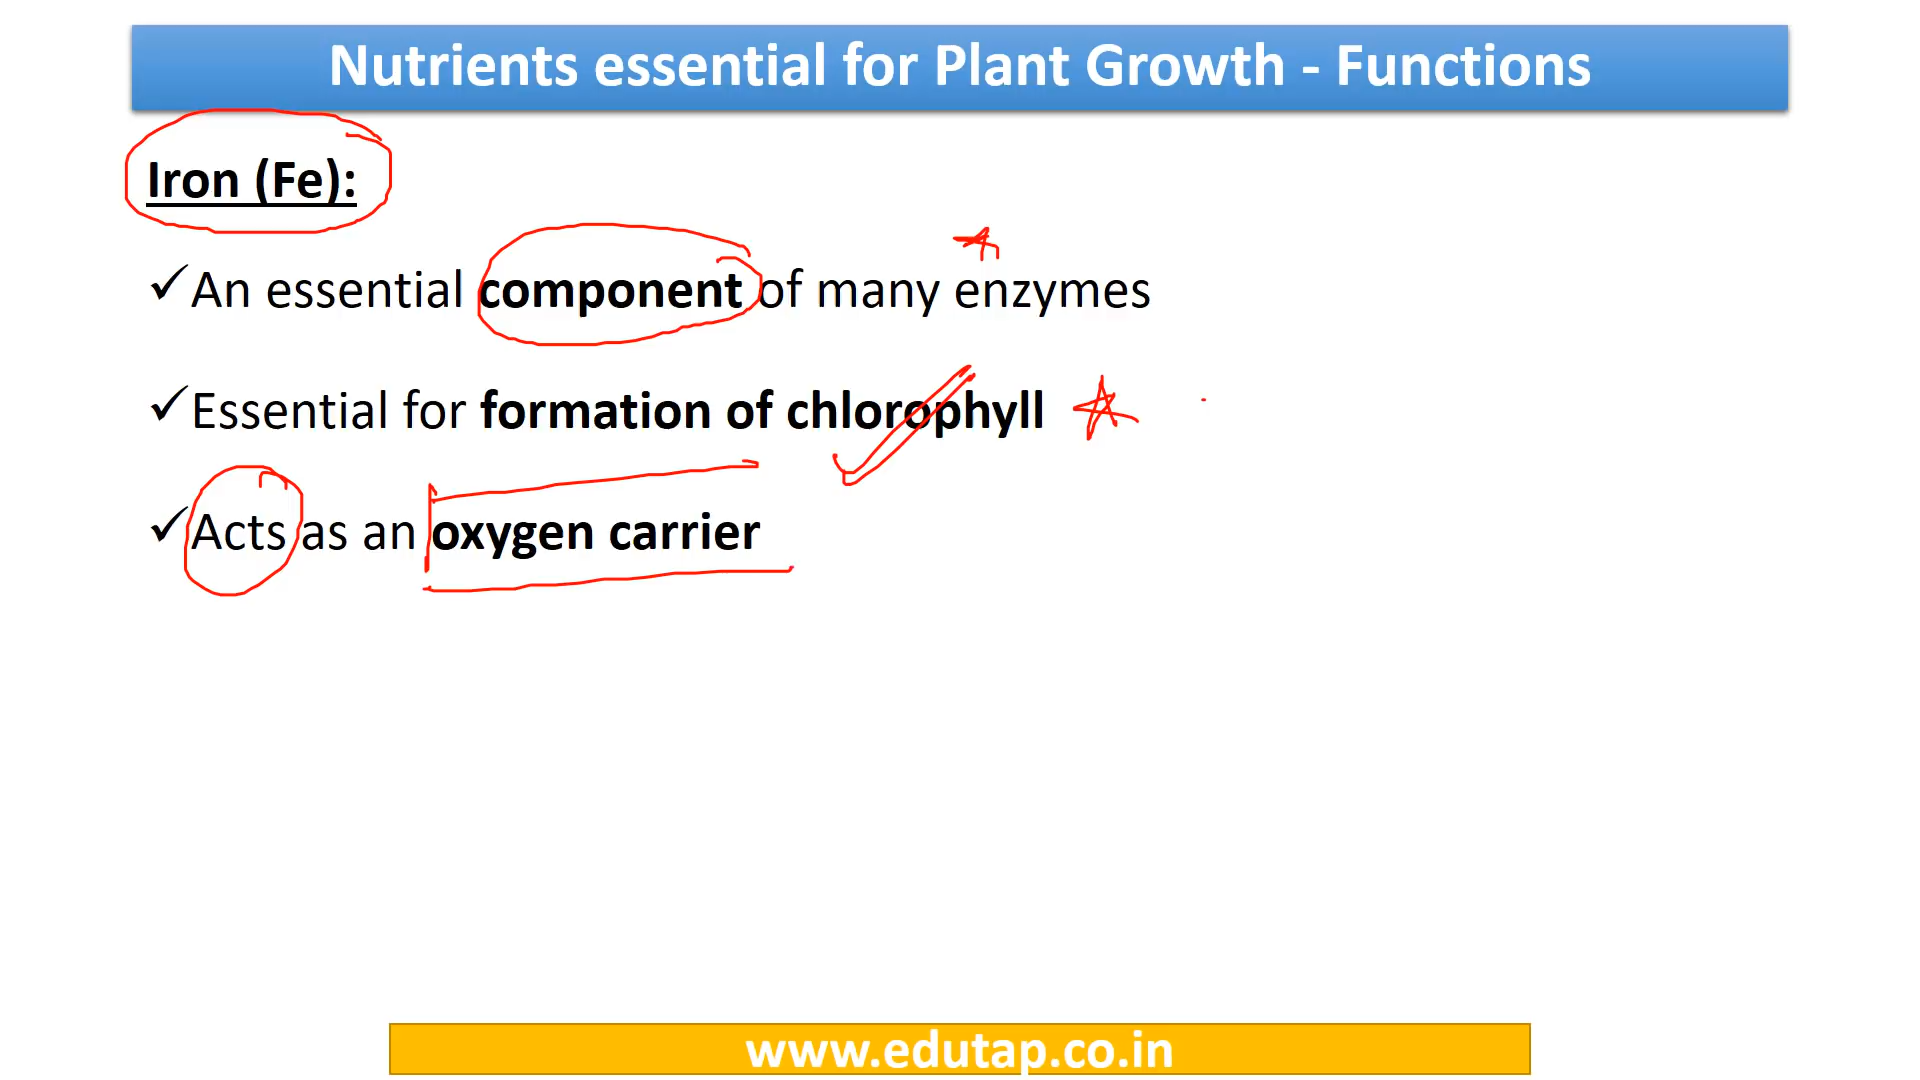 Nutrients essential for Plant Growth - Functions
Iron (Fe):
✓An essential component of many enzymes
✓Essential for formation of chlorophyll
✓Acts as an oxygen carrier
www.edutap.co.in